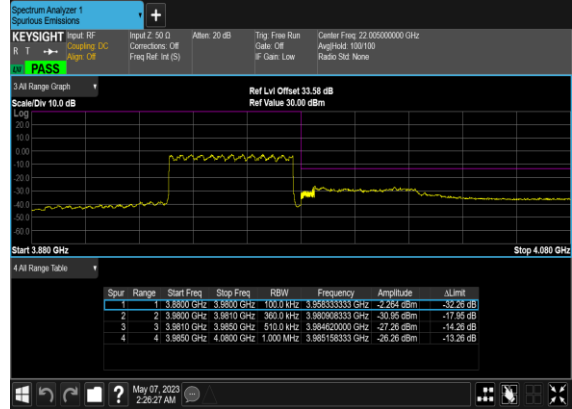 Spectrum Analyzer 1
Spurious Emissions
+
KEYSIGHT Input: RF Input Z: 50 Ω Atten: 20 dB Trig: Free Run Center Freq: 22.005000000 GHz
R T Coupling: DC Corrections: Off Gate: Off Avg|Hold: 100/100
Align: Off Freq Ref: Int (S) IF Gain: Low Radio Std: None
PASS
3 All Range Graph Ref Lvl Offset 33.58 dB
Scale/Div 10.0 dB Ref Value 30.00 dBm
Log
20.0
10.0
0.00
-10.0
-20.0
-30.0
-40.0
-50.0
-60.0
Start 3.880 GHz Stop 4.080 GHz
4 All Range Table
Spur Range Start Freq Stop Freq RBW Frequency Amplitude ΔLimit
1 1 3.8800 GHz 3.9800 GHz 100.0 kHz 3.958333333 GHz -2.264 dBm -32.26 dB
2 2 3.9800 GHz 3.9810 GHz 360.0 kHz 3.980908333 GHz -30.95 dBm -17.95 dB
3 3 3.9810 GHz 3.9850 GHz 510.0 kHz 3.984620000 GHz -27.26 dBm -14.26 dB
4 4 3.9850 GHz 4.0800 GHz 1.000 MHz 3.985158333 GHz -26.26 dBm -13.26 dB
? May 07, 2023
2:26:27 AM